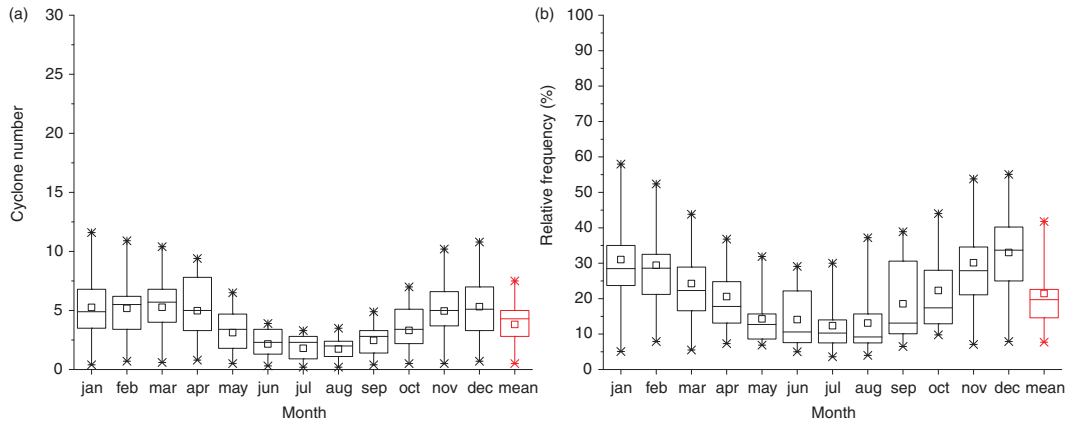 (a)
30
25
20
15
10
5
0
Cyclone number
jan feb mar apr may jun jul aug sep oct nov dec mean
Month
(b)
100
90
80
70
60
50
40
30
20
10
0
Relative frequency (%)
jan feb mar apr may jun jul aug sep oct nov dec mean
Month